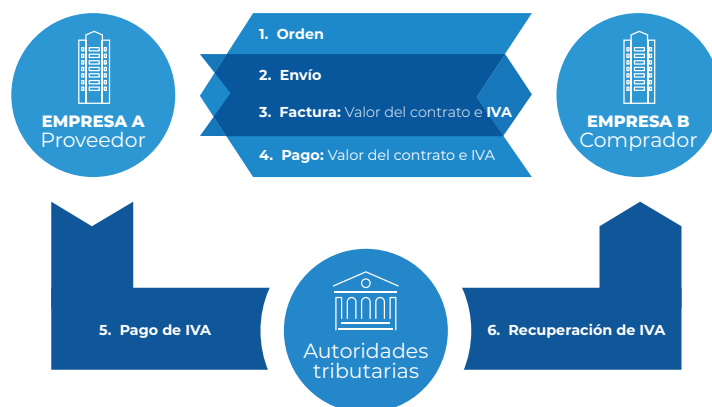 EMPRESA A
Proveedor
1. Orden
2. Envío
3. Factura: Valor del contrato e IVA
4. Pago: Valor del contrato e IVA
EMPRESA B
Comprador
5. Pago de IVA
Autoridades
tributarias
6. Recuperación de IVA